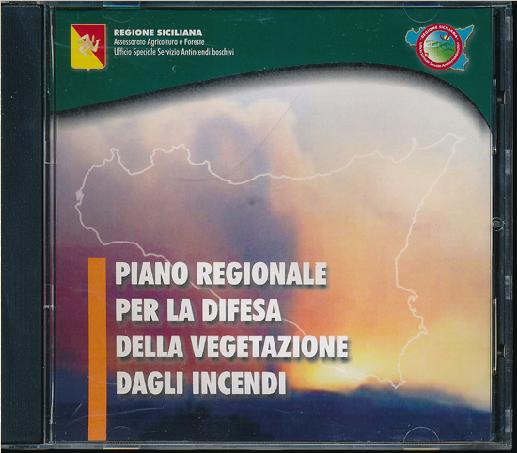 REGIONE SICILIANA
Assessorato Agricoltura e Foreste
Ufficio speciale Servizio Antincendi boschivi
PIANO REGIONALE
PER LA DIFESA
DELLA VEGETAZIONE
DAGLI INCENDI